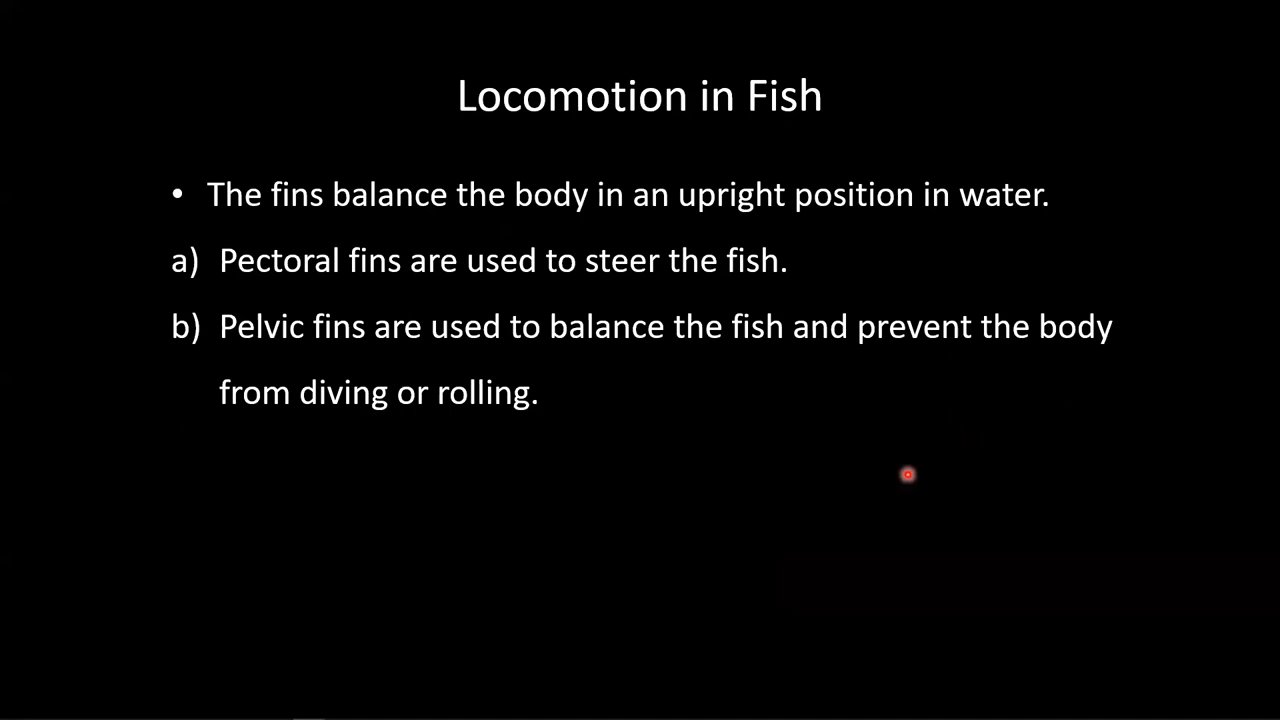 Locomotion in Fish
• The fins balance the body in an upright position in water.
a) Pectoral fins are used to steer the fish.
b) Pelvic fins are used to balance the fish and prevent the body
from diving or rolling.